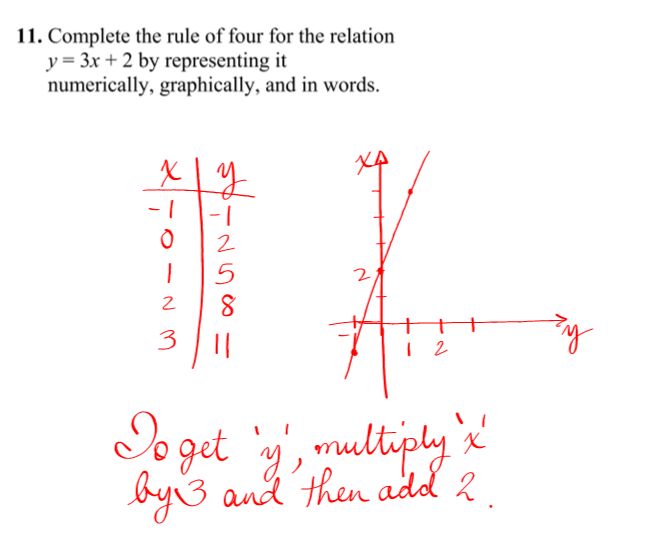 11. Complete the rule of four for the relation
y = 3x + 2 by representing it
numerically, graphically, and in words.
x y
-1 -1
0 2
1 5
2 8
3 11
x
2
-1 1 2
y
To get 'y', multiply 'x'
by 3 and then add 2.